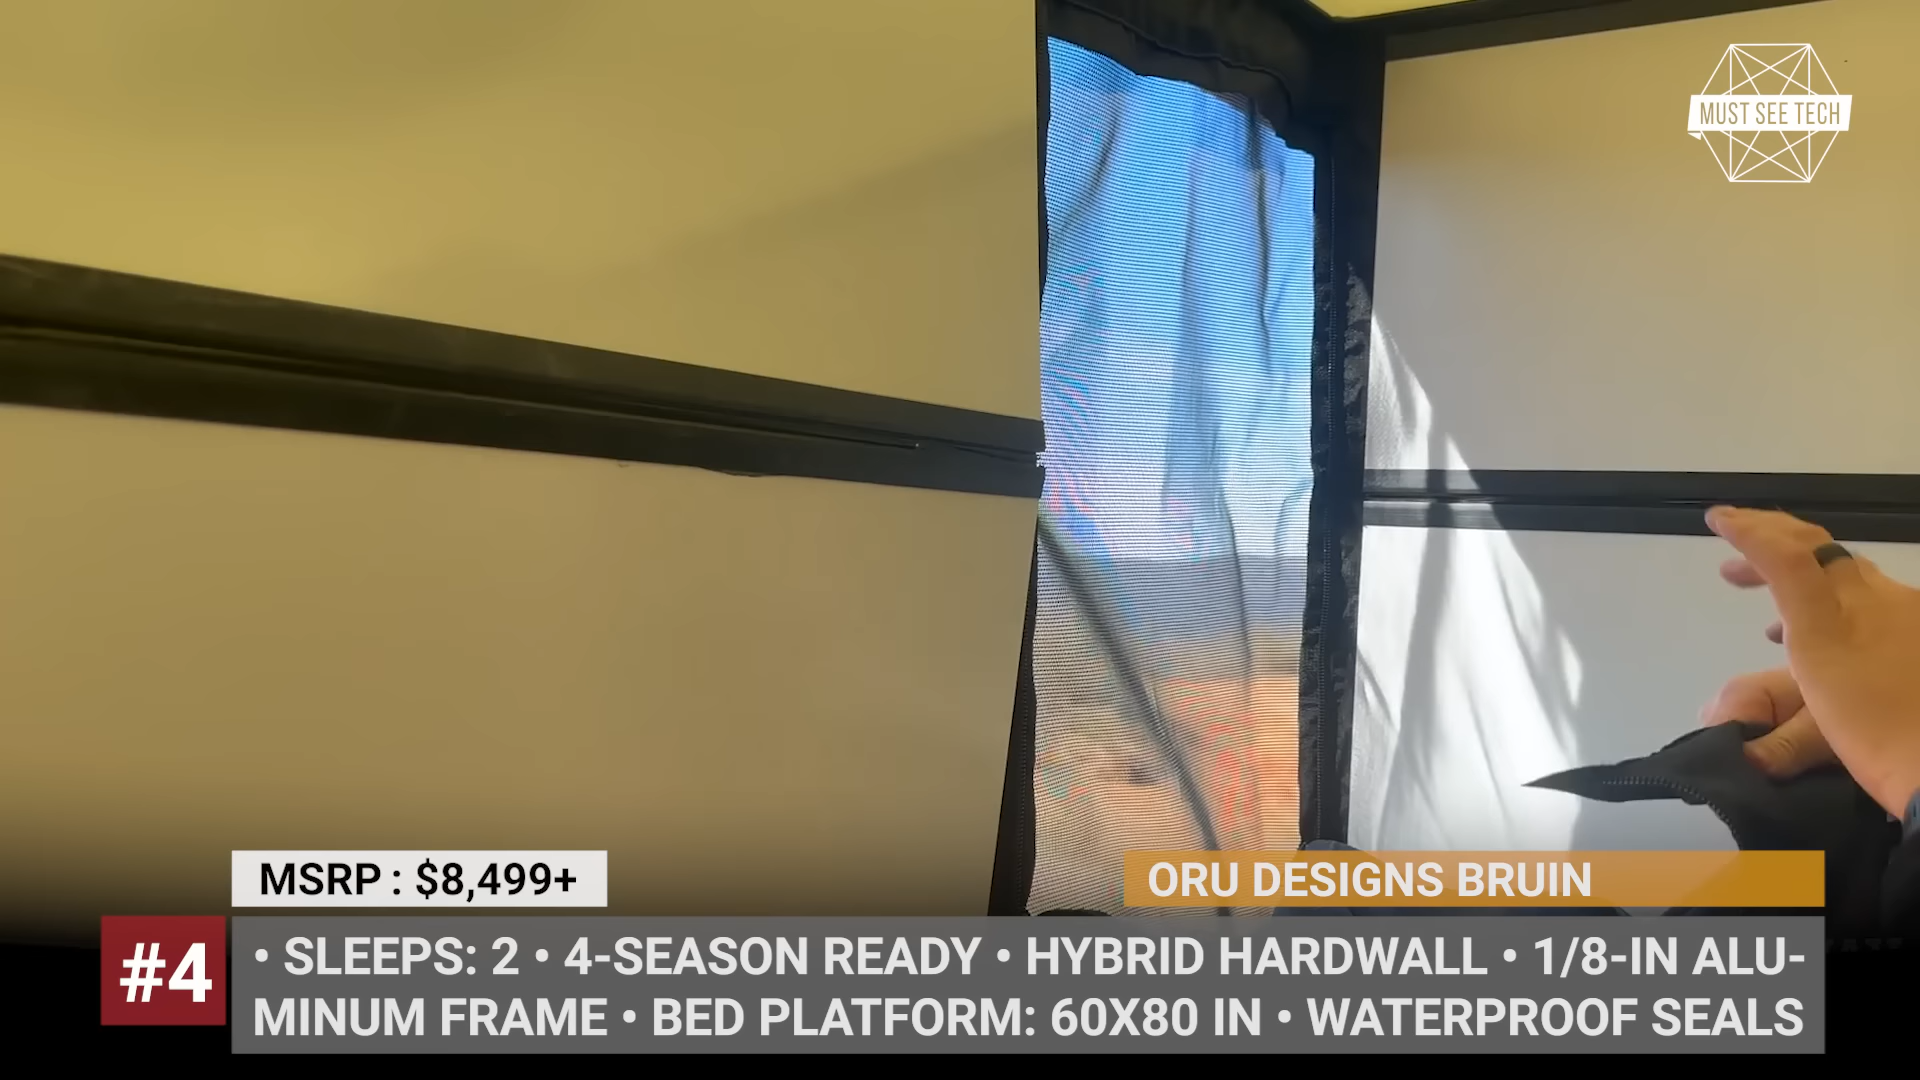 MUST SEE TECH
MSRP : $8,499+
ORU DESIGNS BRUIN
#4
• SLEEPS: 2 • 4-SEASON READY • HYBRID HARDWALL • 1/8-IN ALU-
MINUM FRAME • BED PLATFORM: 60X80 IN • WATERPROOF SEALS